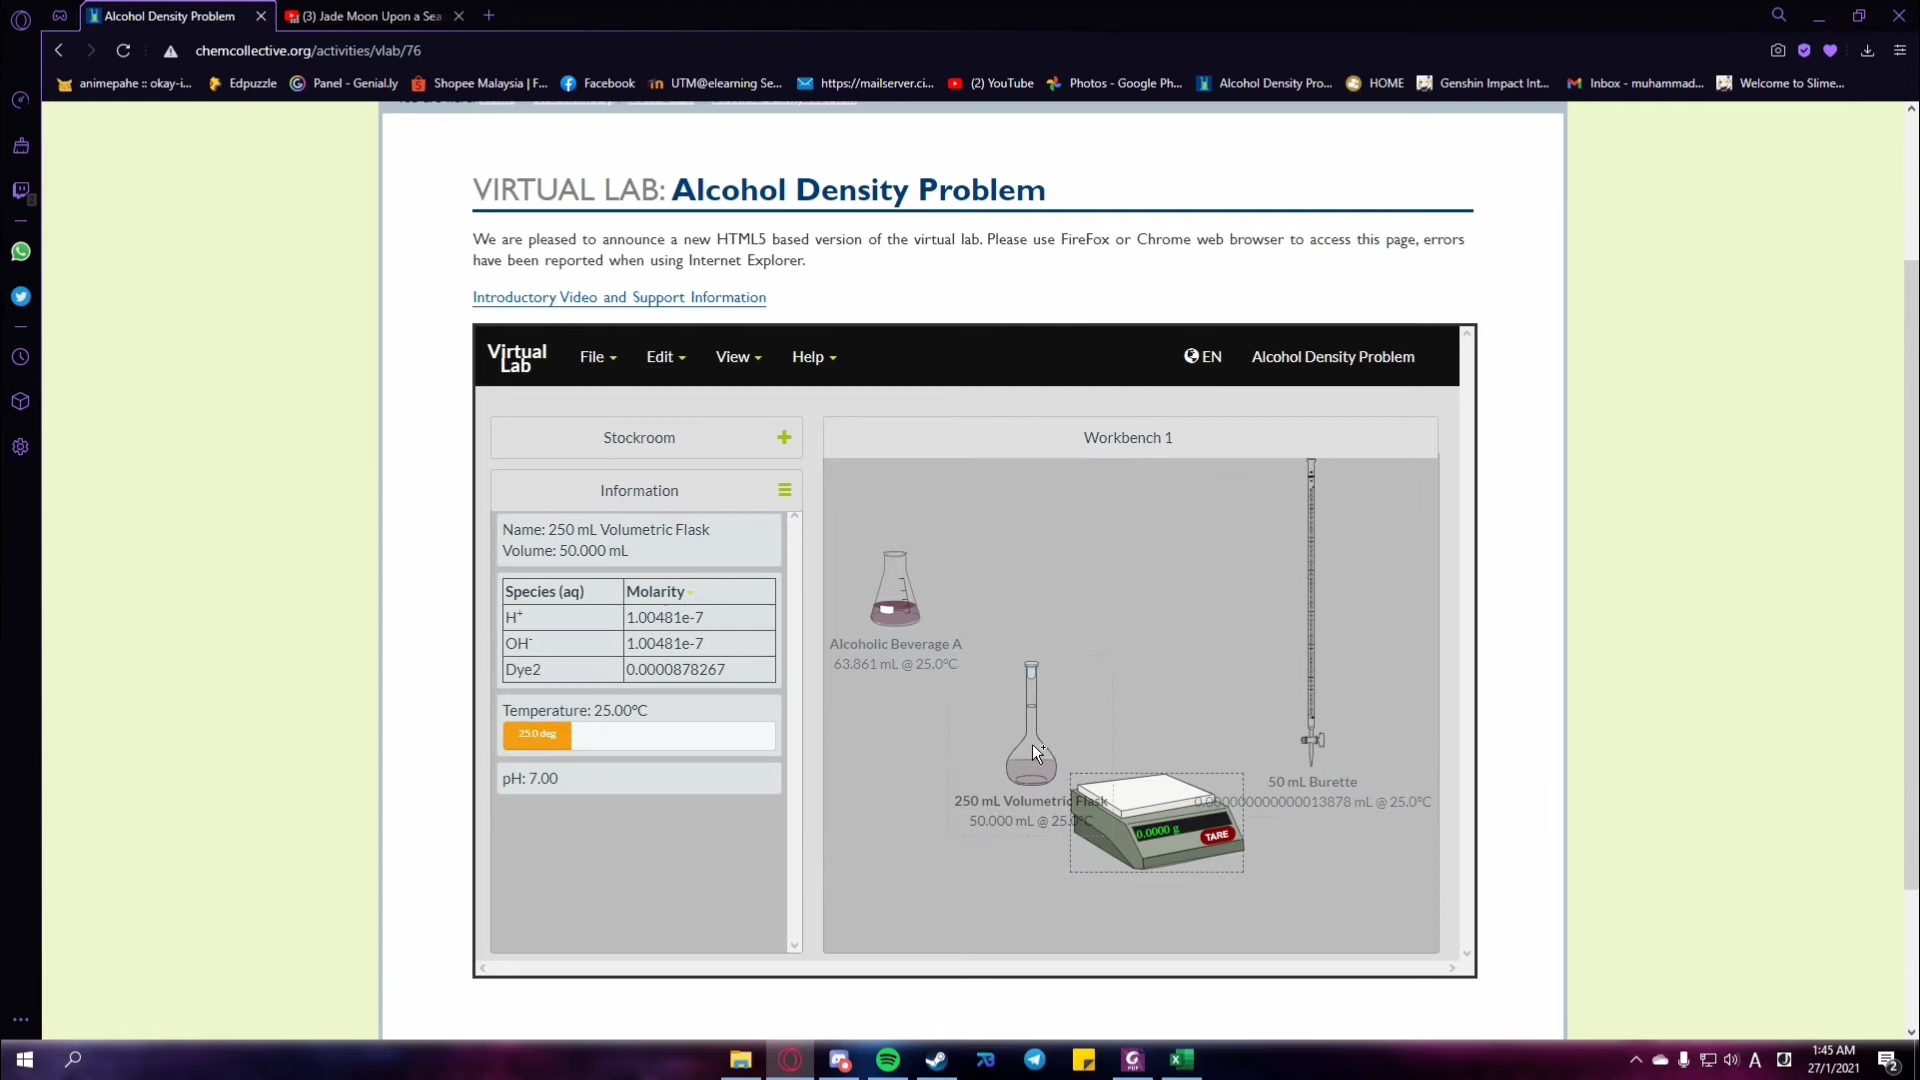 Alcohol Density Problem
(3) Jade Moon Upon a Sea
chemcollective.org/activities/vlab/76
animepahe :: okay-i...
Edpuzzle
Panel - Genial.ly
Shopee Malaysia | F...
Facebook
UTM@elearning Se...
https://mailserver.ci...
(2) YouTube
Photos - Google Ph...
Alcohol Density Pro...
HOME
Genshin Impact Int...
Inbox - muhammad...
Welcome to Slime...
VIRTUAL LAB: Alcohol Density Problem
We are pleased to announce a new HTML5 based version of the virtual lab. Please use FireFox or Chrome web browser to access this page, errors
have been reported when using Internet Explorer.
Introductory Video and Support Information
Virtual
Lab
File
Edit
View
Help
EN
Alcohol Density Problem
Stockroom
Workbench 1
Information
Name: 250 mL Volumetric Flask
Volume: 50.000 mL
Species (aq) Molarity
H+ 1.00481e-7
OH- 1.00481e-7
Dye2 0.0000878267
Temperature: 25.00°C
25.0 deg
pH: 7.00
Alcoholic Beverage A
63.861 mL @ 25.0°C
250 mL Volumetric Flask
50.000 mL @ 25.0°C
0.0000 g
TARE
50 mL Burette
0.000000000000013878 mL @ 25.0°C
1:45 AM
27/1/2021